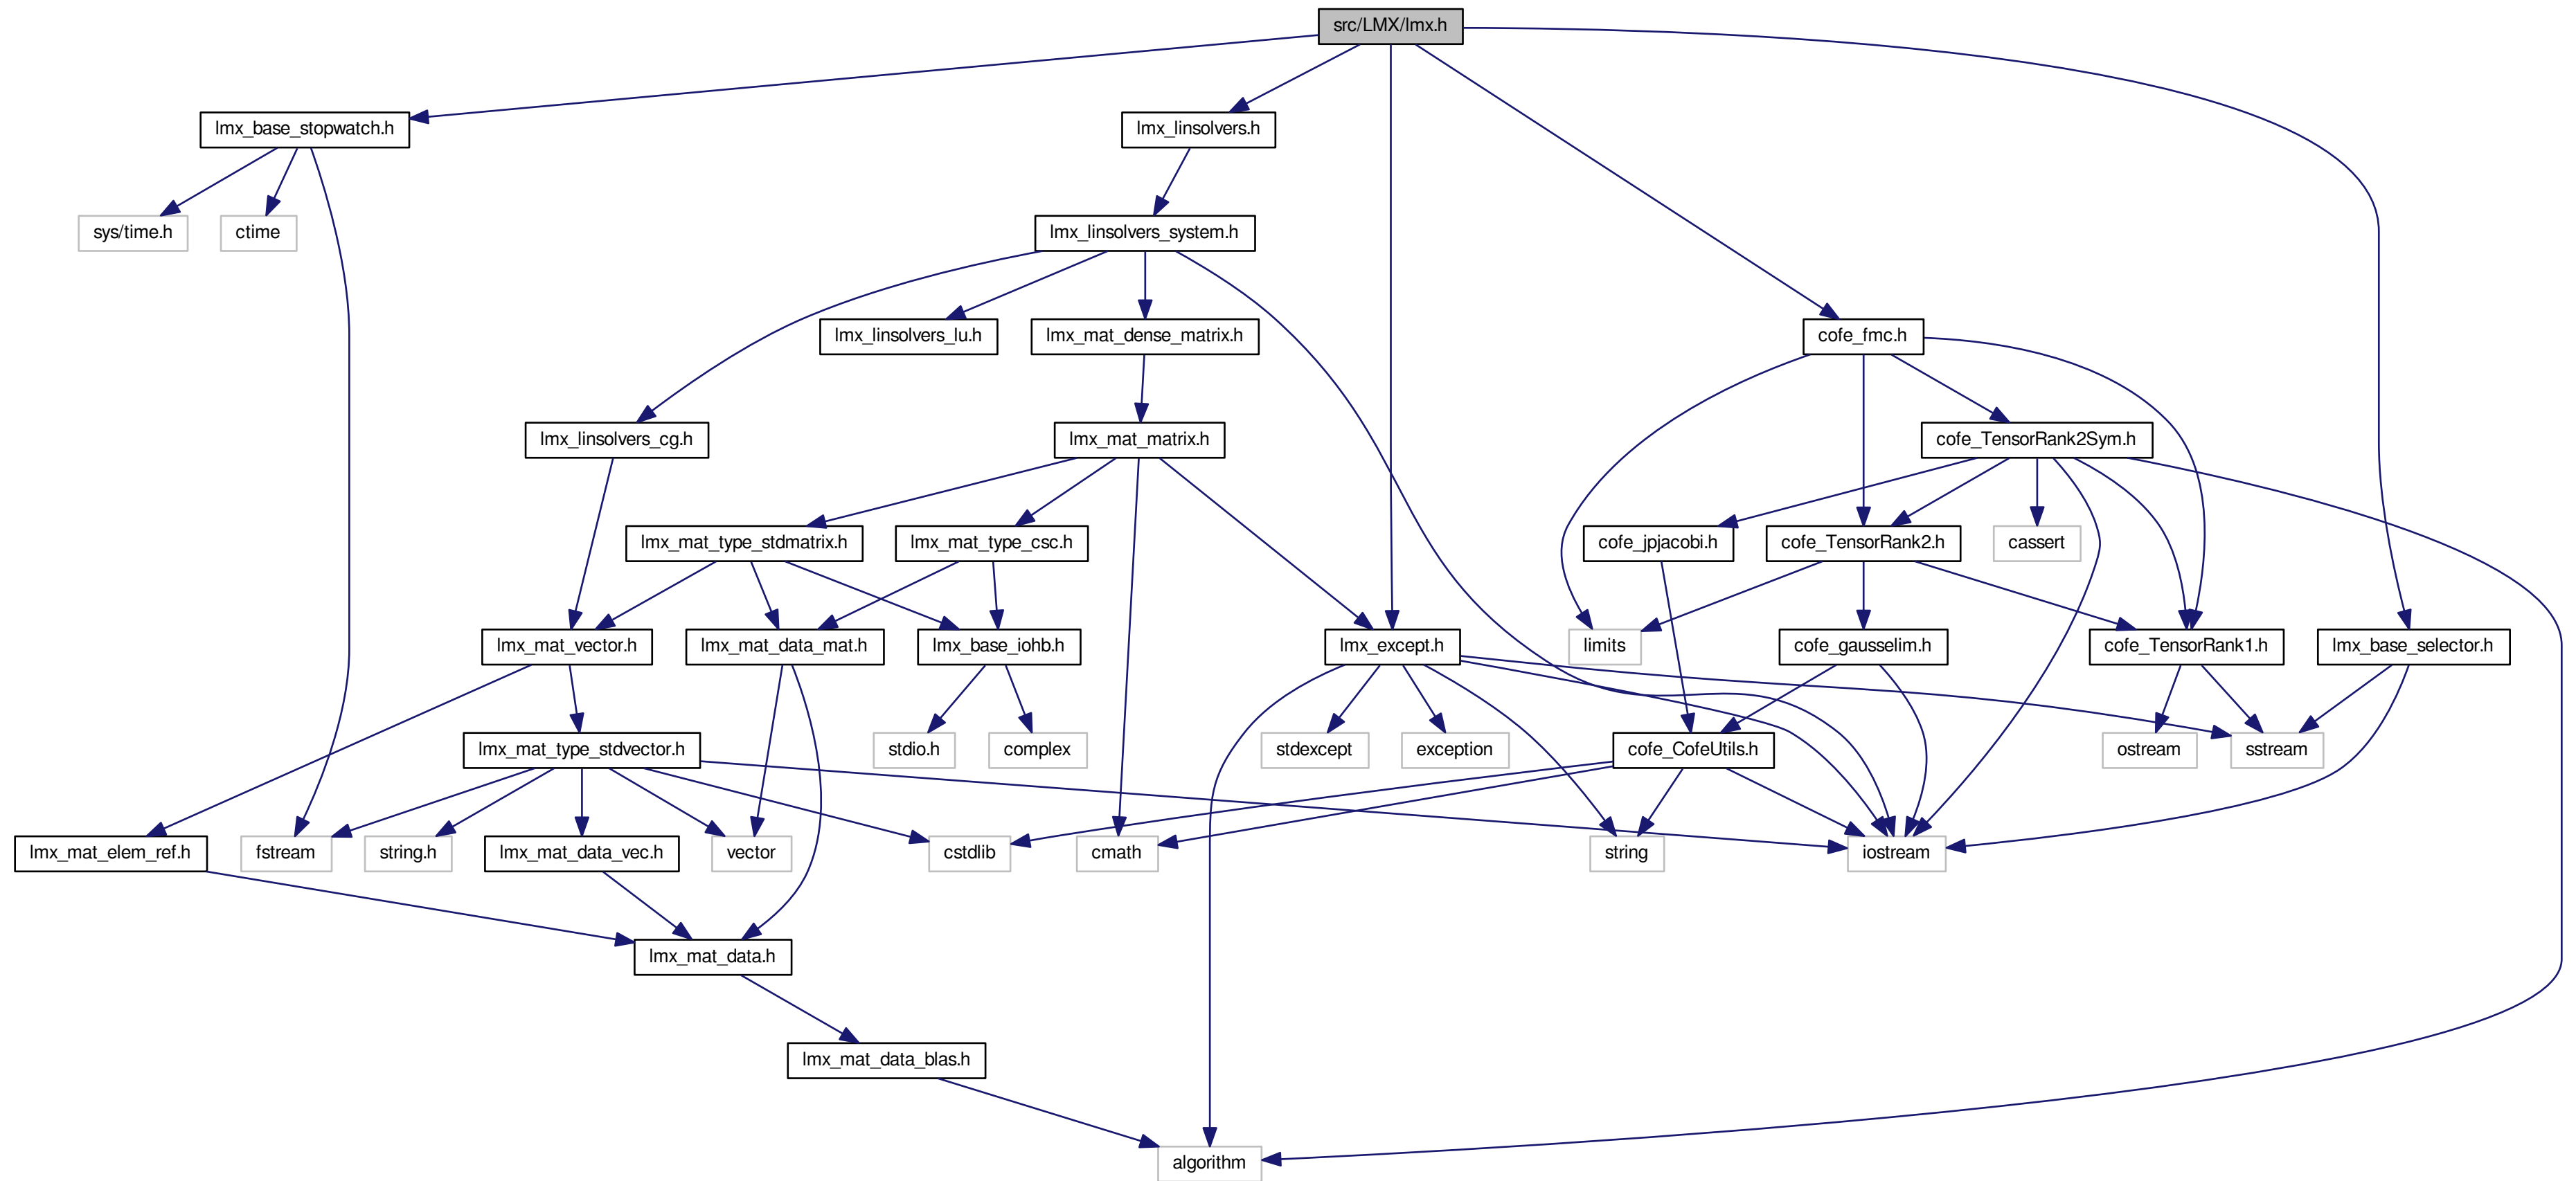 src/LMX/lmx.h
lmx_base_stopwatch.h
lmx_linsolvers.h
sys/time.h
ctime
lmx_linsolvers_system.h
lmx_linsolvers_lu.h
lmx_mat_dense_matrix.h
cofe_fmc.h
lmx_linsolvers_cg.h
lmx_mat_matrix.h
cofe_TensorRank2Sym.h
lmx_mat_type_stdmatrix.h
lmx_mat_type_csc.h
cofe_jpjacobi.h
cofe_TensorRank2.h
cassert
lmx_mat_vector.h
lmx_mat_data_mat.h
lmx_base_iohb.h
lmx_except.h
limits
cofe_gausselim.h
cofe_TensorRank1.h
lmx_base_selector.h
lmx_mat_type_stdvector.h
stdio.h
complex
stdexcept
exception
cofe_CofeUtils.h
ostream
sstream
lmx_mat_elem_ref.h
fstream
string.h
lmx_mat_data_vec.h
vector
cstdlib
cmath
string
iostream
lmx_mat_data.h
lmx_mat_data_blas.h
algorithm